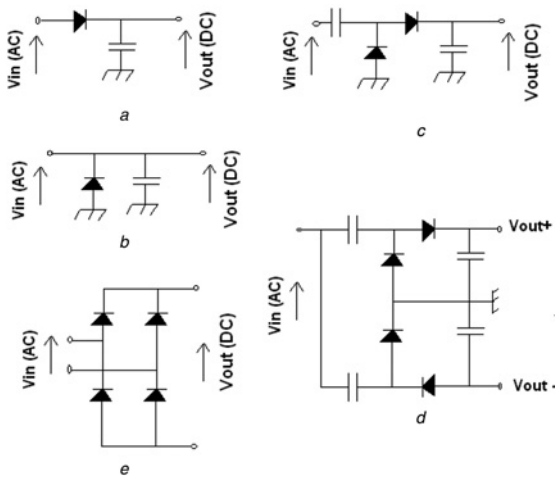 Vin (AC)
Vout (DC)
a
Vin (AC)
Vout (DC)
c
Vin (AC)
Vout (DC)
b
Vin (AC)
Vout+
Vout -
d
Vin (AC)
Vout (DC)
e